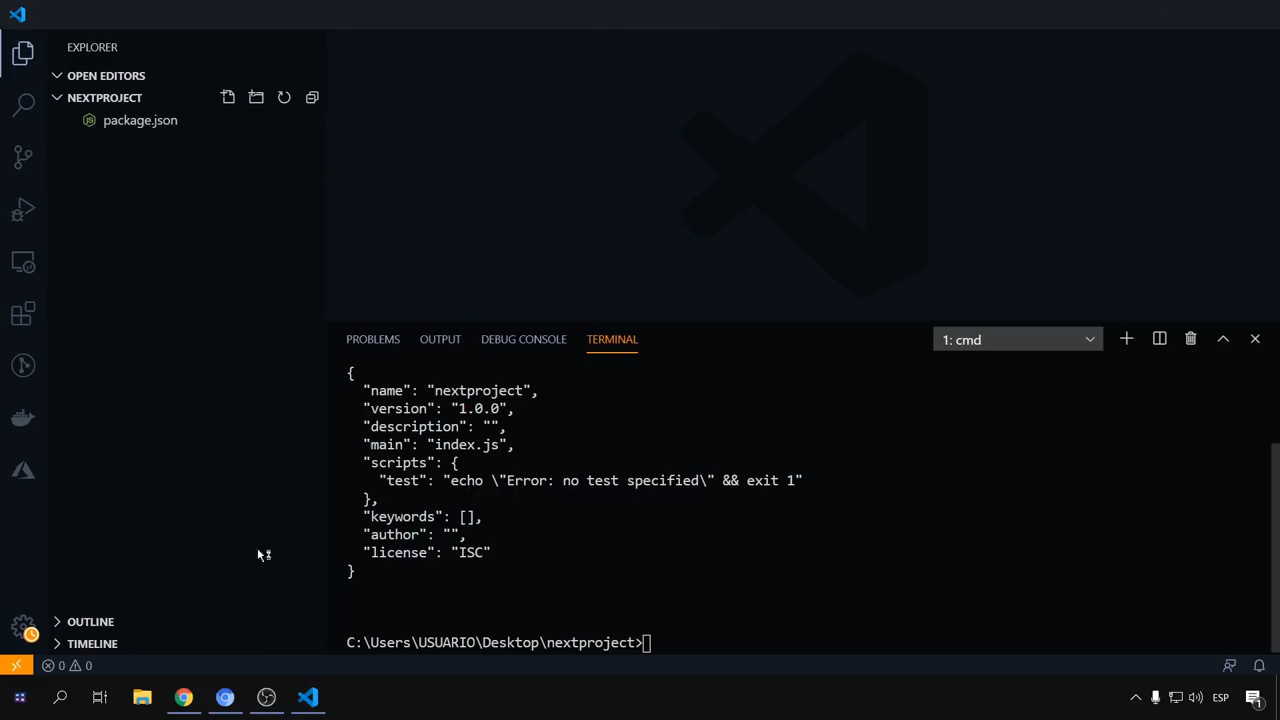 EXPLORER
OPEN EDITORS
NEXTPROJECT
package.json
OUTLINE
TIMELINE
PROBLEMS
OUTPUT
DEBUG CONSOLE
TERMINAL
1: cmd
{
"name": "nextproject",
"version": "1.0.0",
"description": "",
"main": "index.js",
"scripts": {
"test": "echo \"Error: no test specified\" && exit 1"
},
"keywords": [],
"author": "",
"license": "ISC"
}
C:\Users\USUARIO\Desktop\nextproject>
0 0
ESP
1